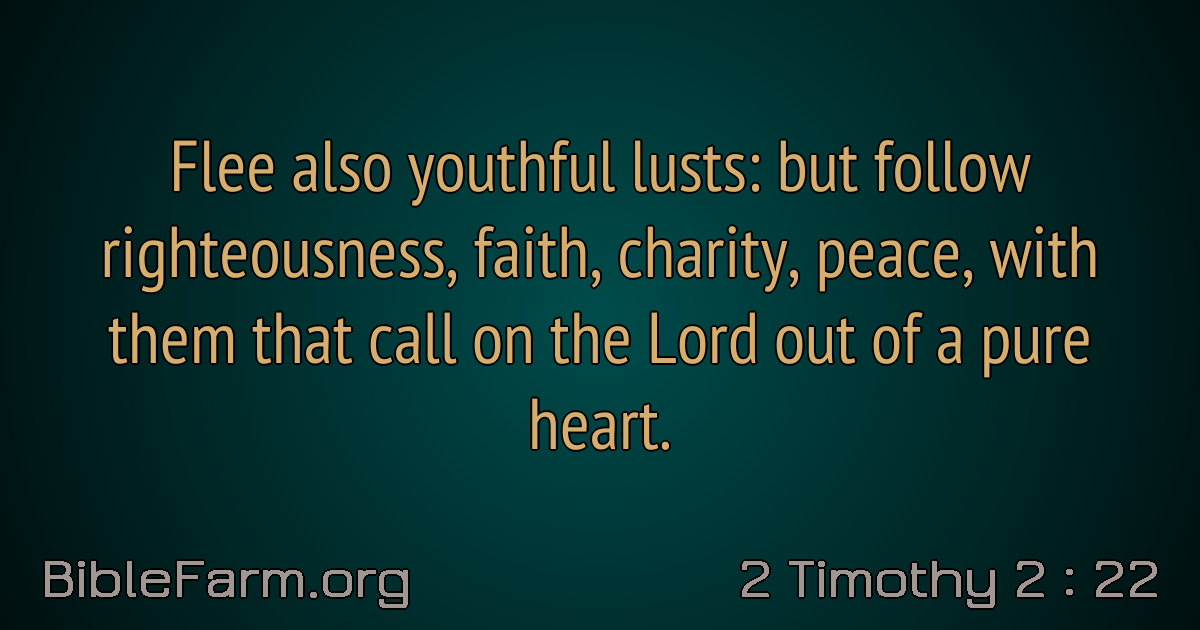 Flee also youthful lusts: but follow
righteousness, faith, charity, peace, with
them that call on the Lord out of a pure
heart.
BibleFarm.org
2 Timothy 2 : 22